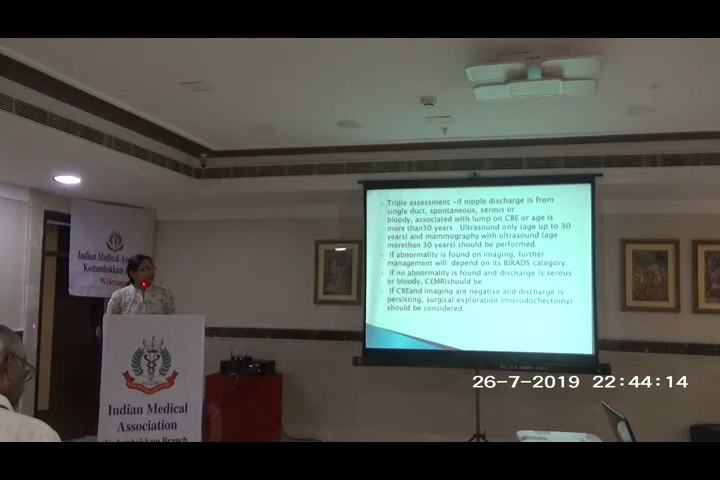 Triple assessment -if nipple discharge is from
single duct, spontaneous, serous or
bloody, associated with lump on CBE or age is
more than50 years . Ultrasound only (age up to 30
years) and mammography with ultrasound (age
morethan 30 years) should be performed.
If abnormality is found on imaging, further
management will depend on its BIRADS category.
If no abnormality is found and discharge is serous
or bloody, CEMRIshould be.
If CBEand imaging are negative and discharge is
persisting, surgical exploration (microdochectomy)
should be considered.
Indian Medical
Kodambakkam
Welcome
Indian Medical
Association
Kodambakkam Branch
26-7-2019 22:44:14